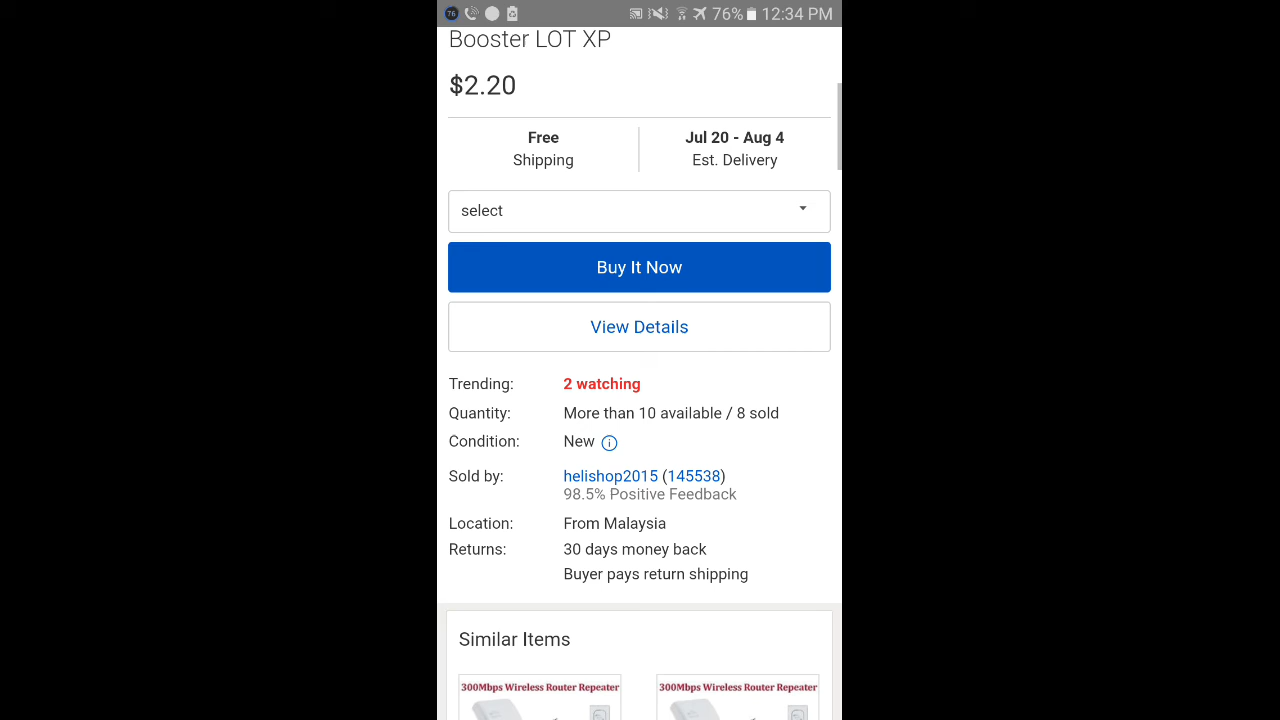 76 76% 12:34 PM
Booster LOT XP
$2.20
Free
Shipping
Jul 20 - Aug 4
Est. Delivery
select
Buy It Now
View Details
Trending: 2 watching
Quantity: More than 10 available / 8 sold
Condition: New
Sold by: helishop2015 (145538)
98.5% Positive Feedback
Location: From Malaysia
Returns: 30 days money back
Buyer pays return shipping
Similar Items
300Mbps Wireless Router Repeater
300Mbps Wireless Router Repeater